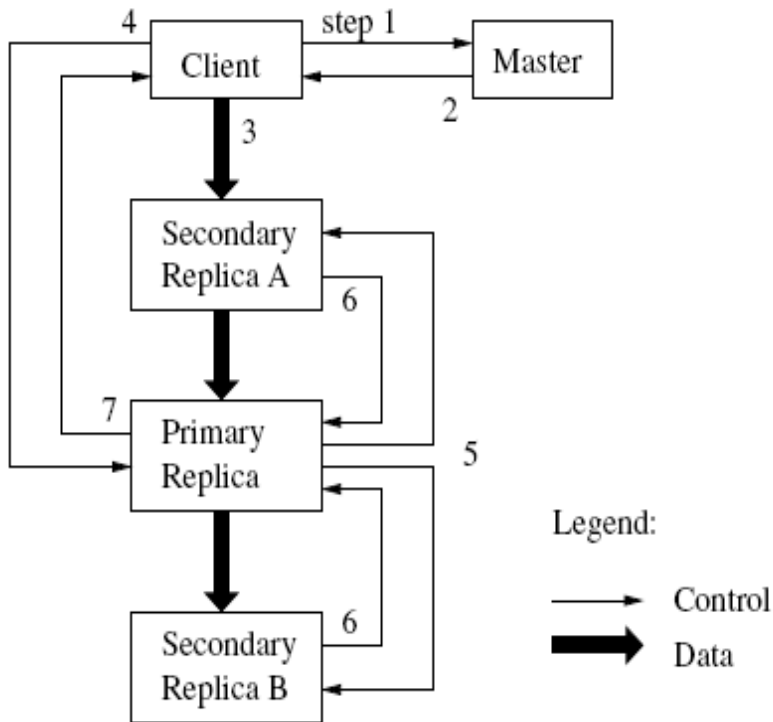 4
step 1
Client
Master
2
3
Secondary
Replica A
6
7
Primary
Replica
5
Legend:
Control
6
Secondary
Data
Replica B